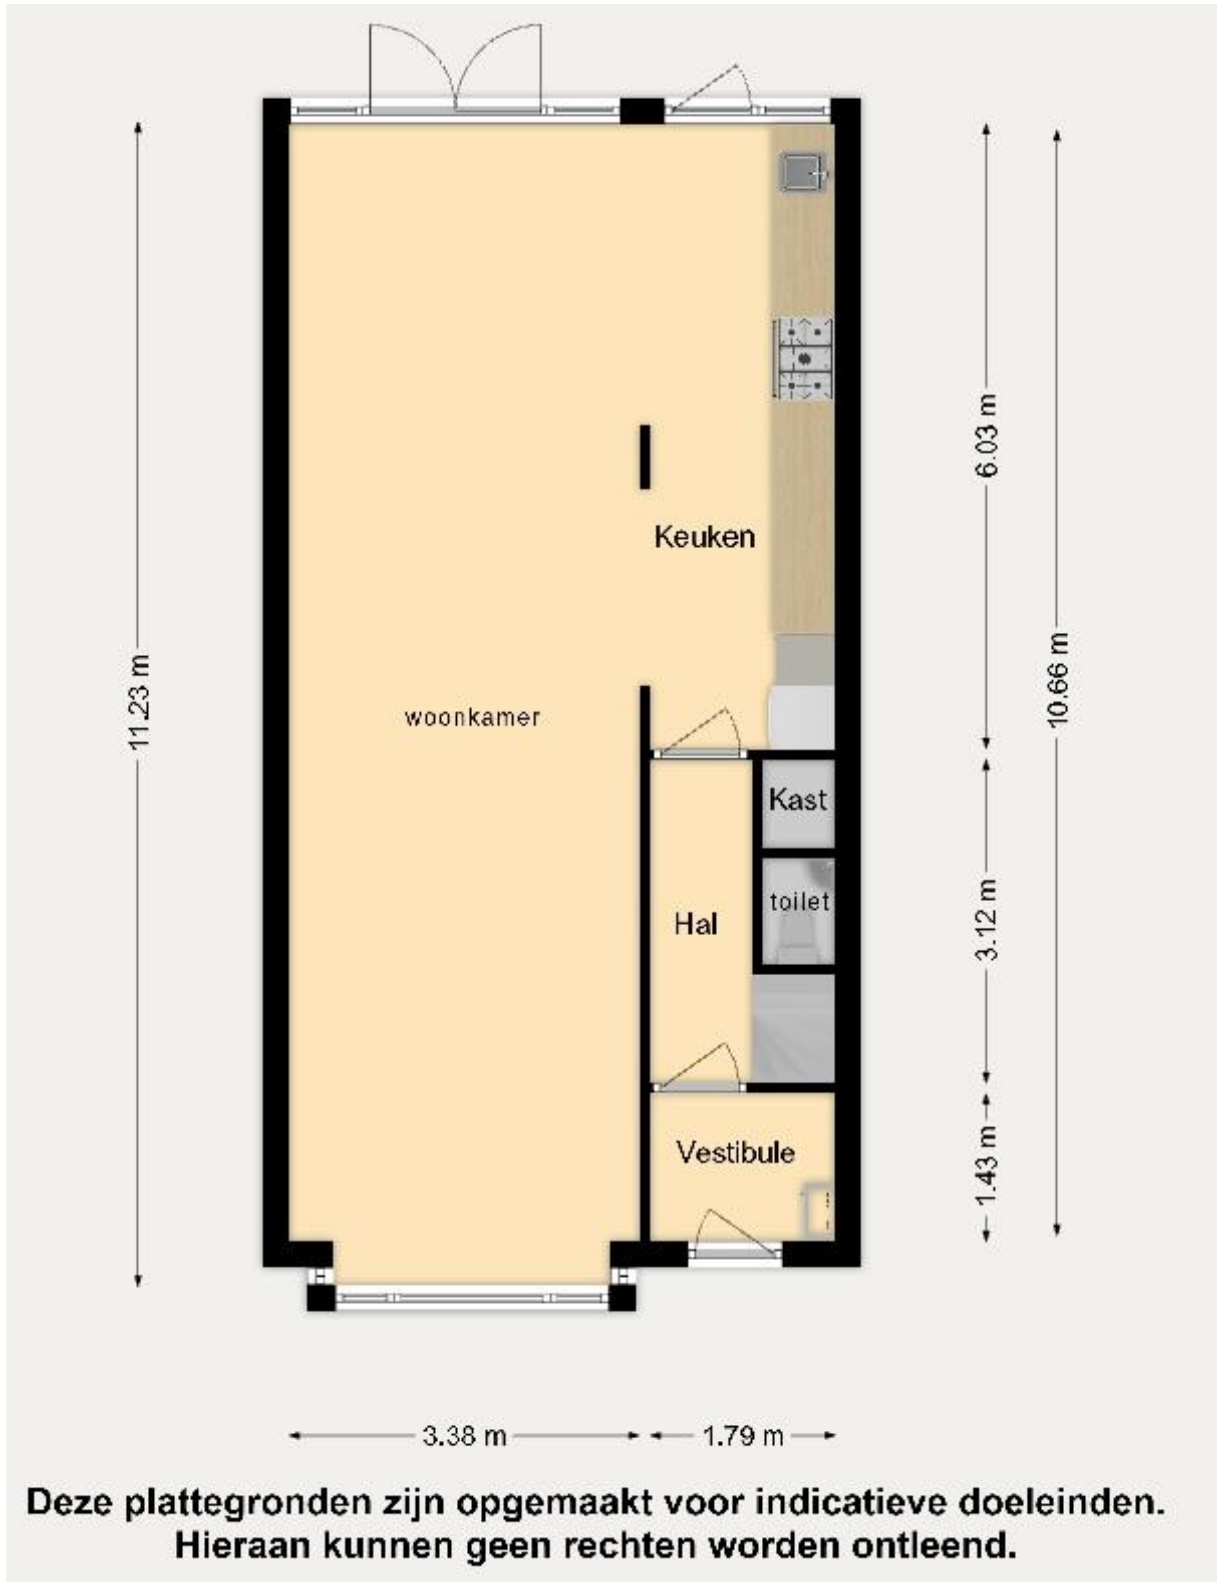 6.03 m
Keuken
11.23 m
10.66 m
woonkamer
Kast
toilet
Hal
3.12 m
Vestibule
1.43 m
3.38 m
1.79 m
Deze plattegronden zijn opgemaakt voor indicatieve doeleinden.
Hieraan kunnen geen rechten worden ontleend.